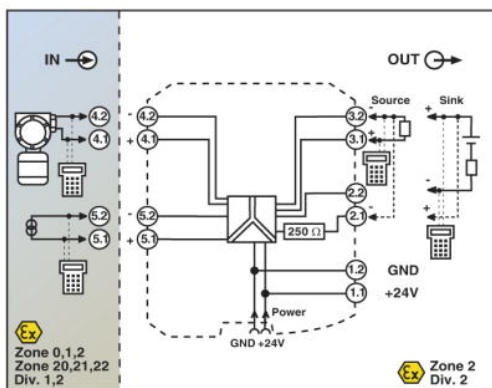 IN
OUT
Source
Sink
4.2
4.1
5.2
5.1
-
4.2
+
4.1
-
5.2
+
5.1
250 Ω
3.2
-
3.1
+
2.2
2.1
-
+
-
+
1.2
GND
1.1
+24V
Power
GND +24V
Ex
Zone 0,1,2
Zone 20,21,22
Div. 1,2
Ex
Zone 2
Div. 2